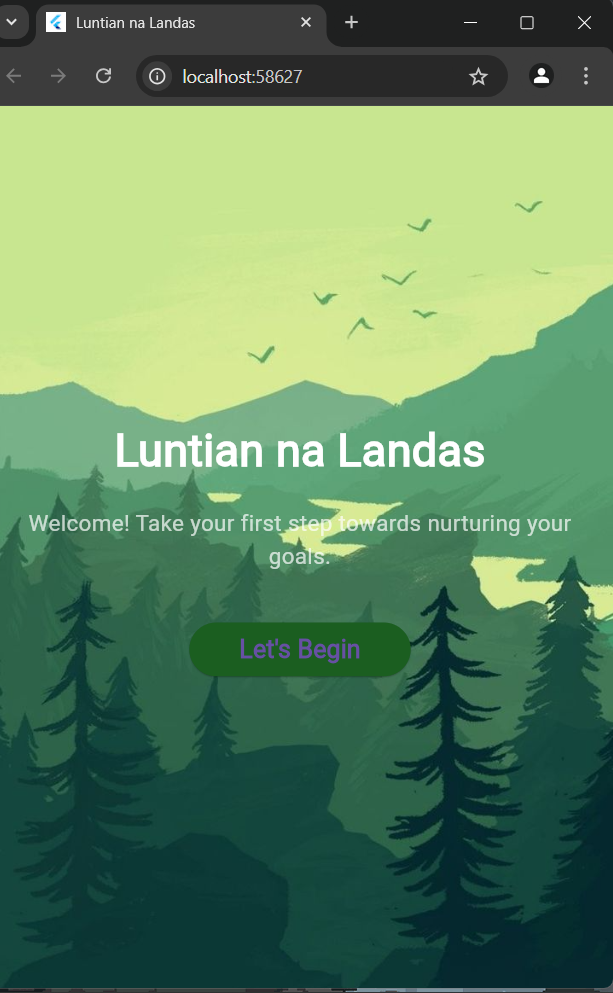 Luntian na Landas
localhost:58627
Luntian na Landas
Welcome! Take your first step towards nurturing your
goals.
Let's Begin